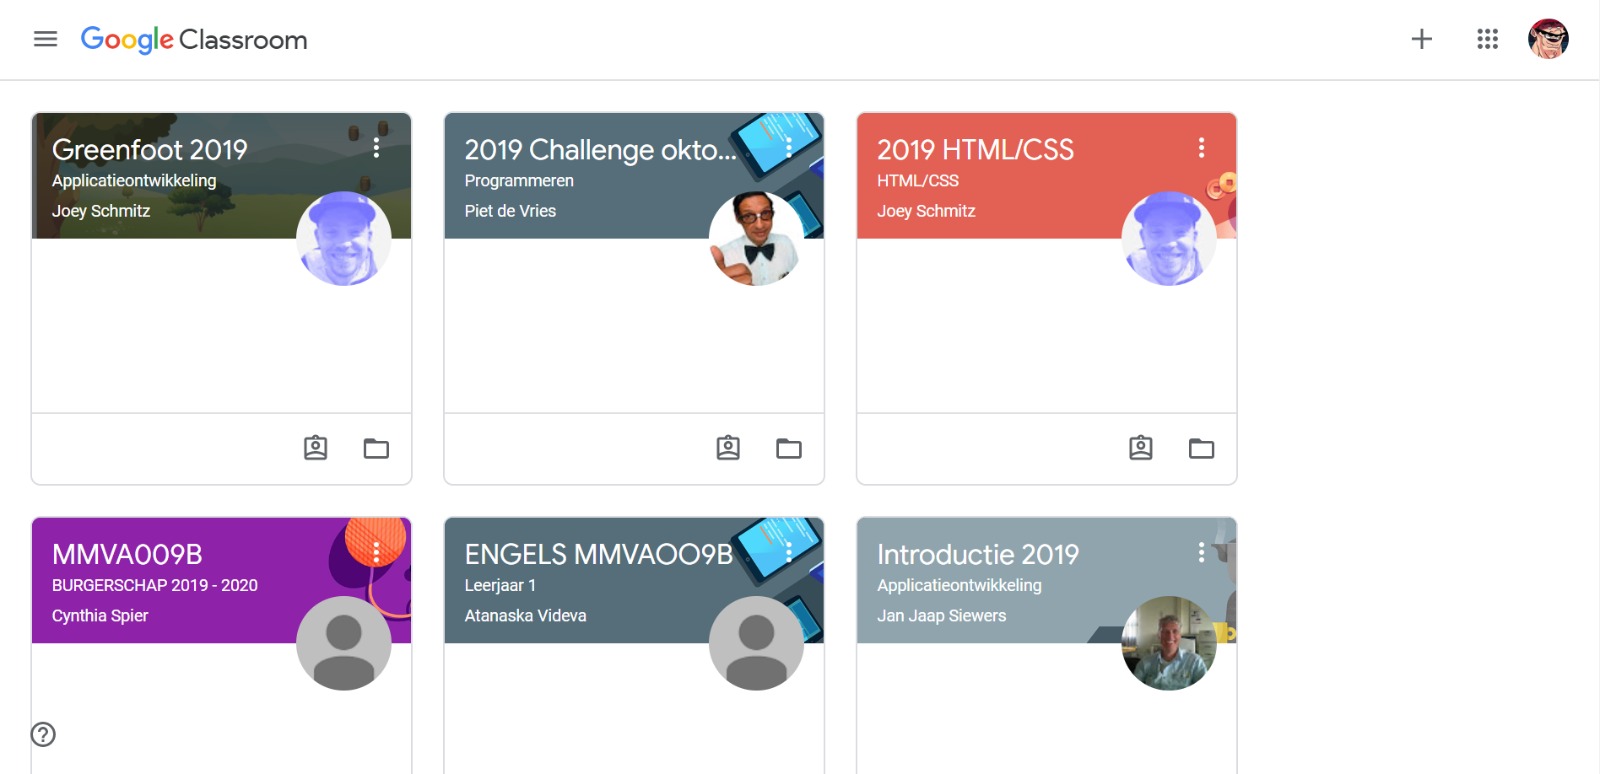 Google Classroom
Greenfoot 2019
Applicatieontwikkeling
Joey Schmitz
2019 Challenge okto...
Programmeren
Piet de Vries
2019 HTML/CSS
HTML/CSS
Joey Schmitz
MMVA009B
BURGERSCHAP 2019 - 2020
Cynthia Spier
ENGELS MMVAOO9B
Leerjaar 1
Atanaska Videva
Introductie 2019
Applicatieontwikkeling
Jan Jaap Siewers